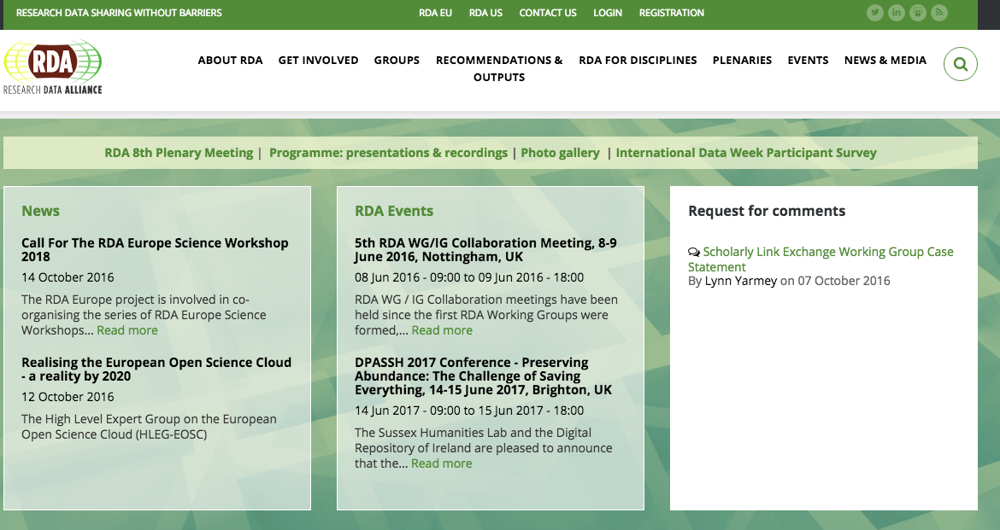 RESEARCH DATA SHARING WITHOUT BARRIERS
RDA EU RDA US CONTACT US LOGIN REGISTRATION
RDA
RESEARCH DATA ALLIANCE
ABOUT RDA GET INVOLVED GROUPS RECOMMENDATIONS & OUTPUTS RDA FOR DISCIPLINES PLENARIES EVENTS NEWS & MEDIA
RDA 8th Plenary Meeting | Programme: presentations & recordings | Photo gallery | International Data Week Participant Survey
News
Call For The RDA Europe Science Workshop
2018
14 October 2016
The RDA Europe project is involved in co-
organising the series of RDA Europe Science
Workshops... Read more
Realising the European Open Science Cloud
- a reality by 2020
12 October 2016
The High Level Expert Group on the European
Open Science Cloud (HLEG-EOSC)
RDA Events
5th RDA WG/IG Collaboration Meeting, 8-9
June 2016, Nottingham, UK
08 Jun 2016 - 09:00 to 09 Jun 2016 - 18:00
RDA WG / IG Collaboration meetings have been
held since the first RDA Working Groups were
formed,... Read more
DPASSH 2017 Conference - Preserving
Abundance: The Challenge of Saving
Everything, 14-15 June 2017, Brighton, UK
14 Jun 2017 - 09:00 to 15 Jun 2017 - 18:00
The Sussex Humanities Lab and the Digital
Repository of Ireland are pleased to announce
that the... Read more
Request for comments
Scholarly Link Exchange Working Group Case
Statement
By Lynn Yarmey on 07 October 2016